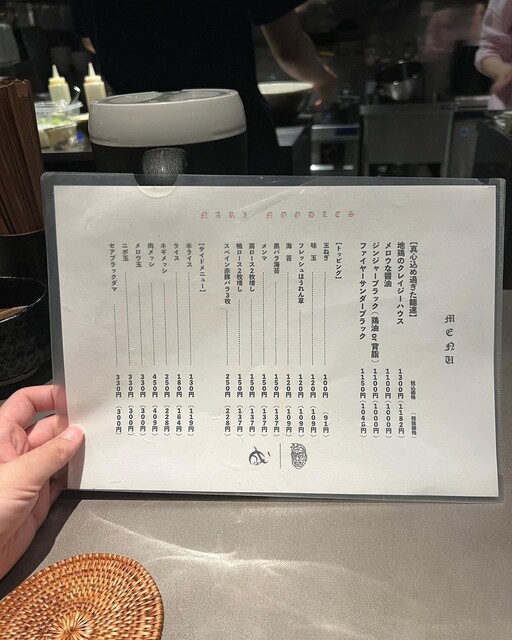 NARI NOODLES
MENU
税込価格 (税抜価格)
【真心込め過ぎた麺達】
地鶏のクレイジーハウス 1300円(1182円)
メロウな醤油 1100円(1000円)
ジンジャーブラック(鶏油 or 背脂) 1100円(1000円)
ファイヤーサンダーブラック 1150円(1046円)
【トッピング】
玉ねぎ 100円(91円)
味玉 120円(109円)
フレッシュほうれん草 120円(109円)
海苔 120円(109円)
黒バラ海苔 150円(137円)
メンマ 150円(137円)
肩ロース2枚増し 150円(137円)
鴨ロース2枚増し 150円(137円)
スペイン赤豚バラ3枚 250円(228円)
【サイドメニュー】
半ライス 130円(119円)
ライス 180円(164円)
ネギメッシ 250円(228円)
肉メッシ 450円(409円)
メロウ玉 330円(300円)
ニボ玉 330円(300円)
セアブラックダマ 330円(300円)